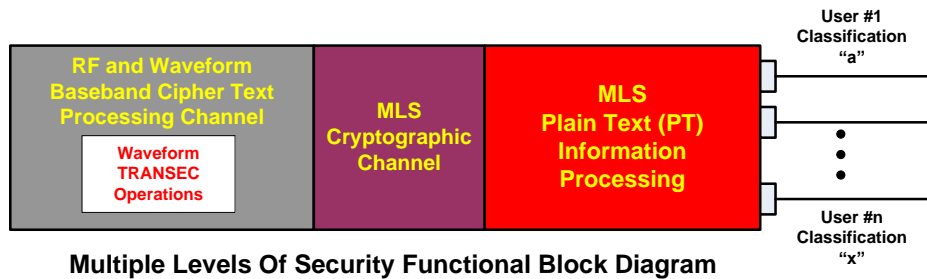 User #1
Classification
“a”
RF and Waveform
Baseband Cipher Text
Processing Channel
Waveform
TRANSEC
Operations
MLS
Cryptographic
Channel
MLS
Plain Text (PT)
Information
Processing
User #n
Classification
“x”
Multiple Levels Of Security Functional Block Diagram